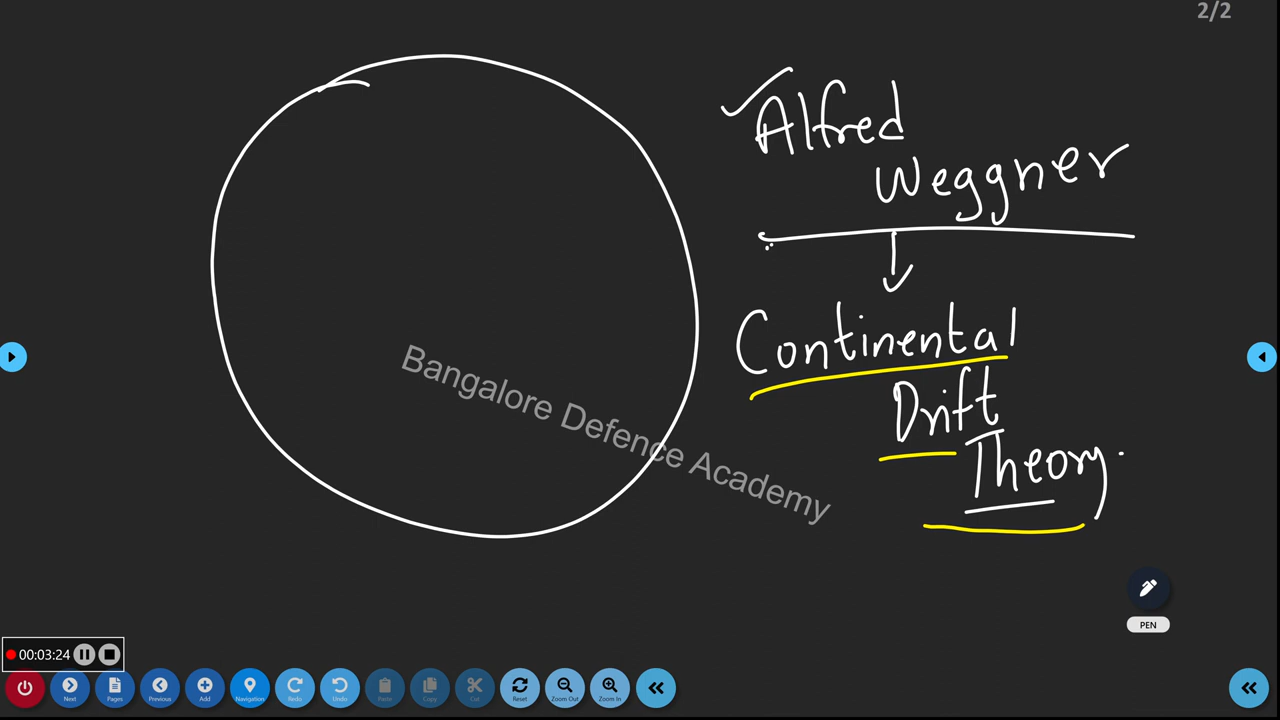 2/2
Alfred
Weggner
Continental
Drift
Theory.
Bangalore Defence Academy
PEN
00:03:24
Next
Pages
Previous
Add
Navigation
Redo
Undo
Paste
Copy
Cut
Reset
Zoom Out
Zoom In